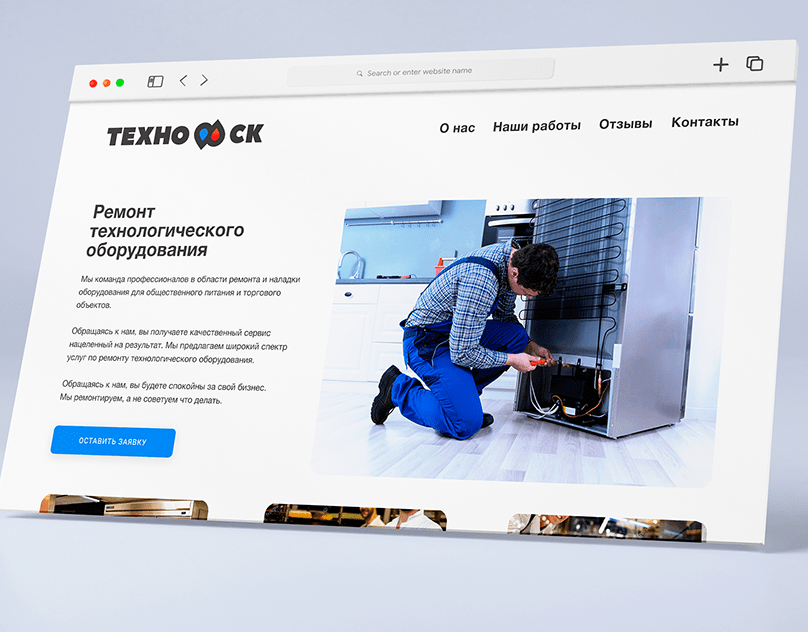 Search or enter website name
ТЕХНО СК
О нас Наши работы Отзывы Контакты
Ремонт
технологического
оборудования
Мы команда профессионалов в области ремонта и наладки
оборудования для общественного питания и торгового
объектов.
Обращаясь к нам, вы получаете качественный сервис
нацеленный на результат. Мы предлагаем широкий спектр
услуг по ремонту технологического оборудования.
Обращаясь к нам, вы будете спокойны за свой бизнес.
Мы ремонтируем, а не советуем что делать.
ОСТАВИТЬ ЗАЯВКУ